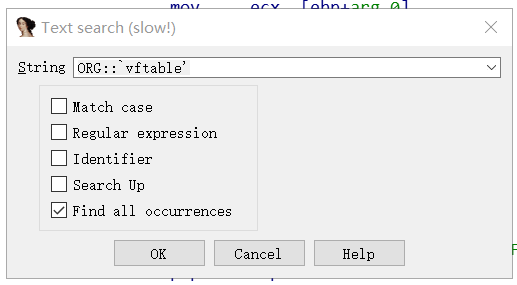 mov     ecx, [ebp+arg_0]
Text search (slow!)
String ORG::`vftable'
Match case
Regular expression
Identifier
Search Up
Find all occurrences
OK Cancel Help
F